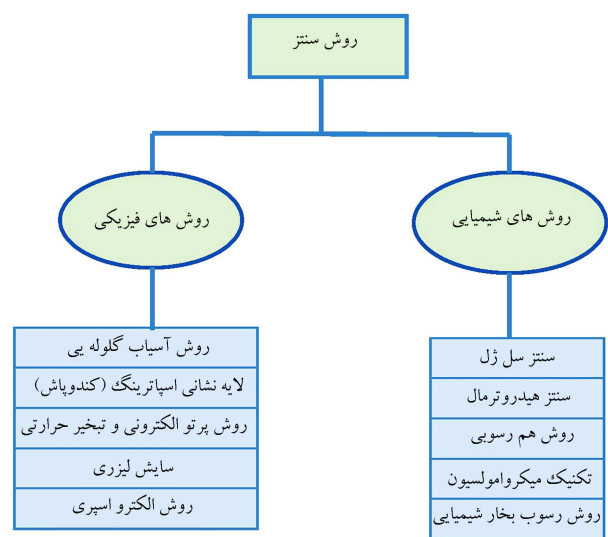 روش سنتز
روش های شیمیایی
روش های فیزیکی
سنتز سل ژل
سنتز هیدروترمال
روش هم رسوبی
تکنیک میکروامولسیون
روش رسوب بخار شیمیایی
روش آسیاب گلوله یی
لایه نشانی اسپاترینگ (کندوپاش)
روش پرتو الکترونی و تبخیر حرارتی
سایش لیزری
روش الکترو اسپری